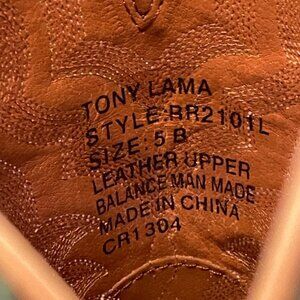 TONY LAMA
STYLE:RR2101L
SIZE: 5 B
LEATHER UPPER
BALANCE MAN MADE
MADE IN CHINA
CR1304